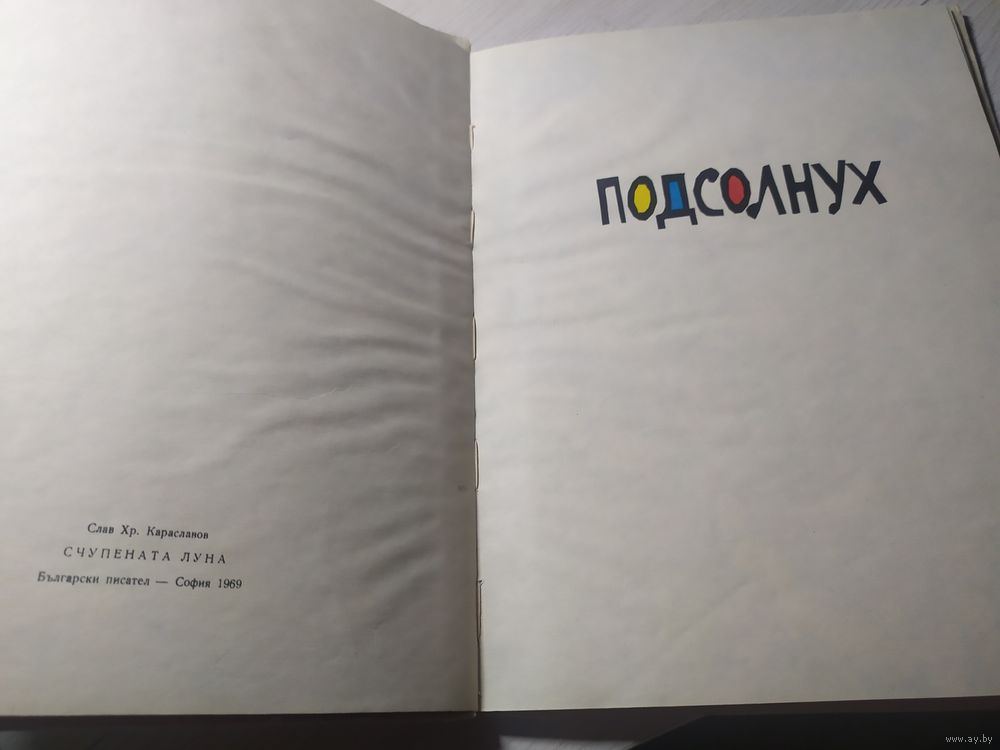 Слав Хр. Караславов
СЧУПЕНАТА ЛУНА
Български писател — София 1969
ПОДСОЛНУХ
www.ay.by